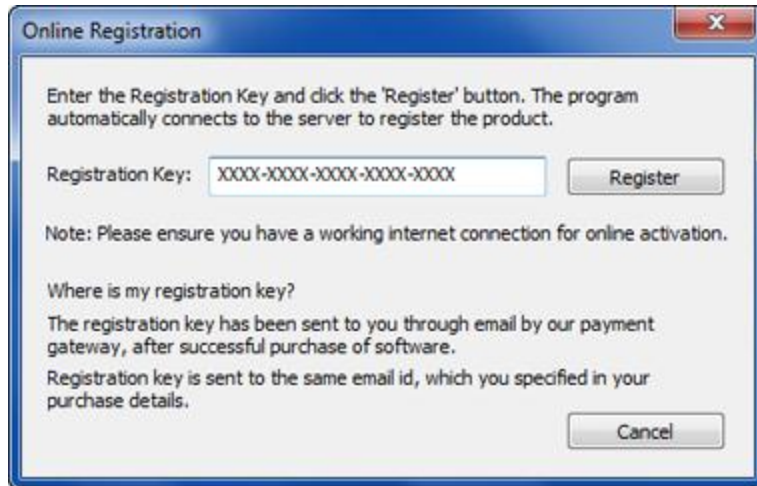 Online Registration
Enter the Registration Key and click the 'Register' button. The program
automatically connects to the server to register the product.
Registration Key: XXXX-XXXX-XXXX-XXXX-XXXX Register
Note: Please ensure you have a working internet connection for online activation.
Where is my registration key?
The registration key has been sent to you through email by our payment
gateway, after successful purchase of software.
Registration key is sent to the same email id, which you specified in your
purchase details.
Cancel